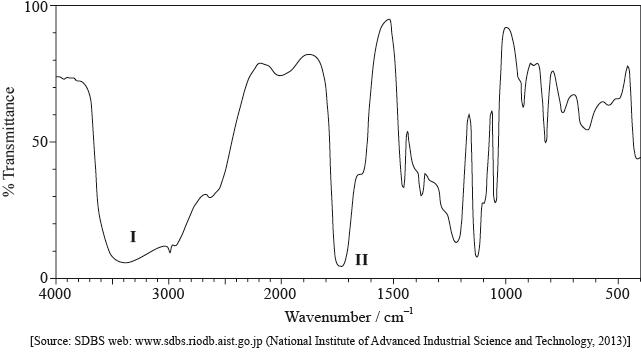 100
% Transmittance
50
I
II
0
4000
3000
2000
1500
1000
500
Wavenumber / cm⁻¹
[Source: SDBS web: www.sdbs.riodb.aist.go.jp (National Institute of Advanced Industrial Science and Technology, 2013)]